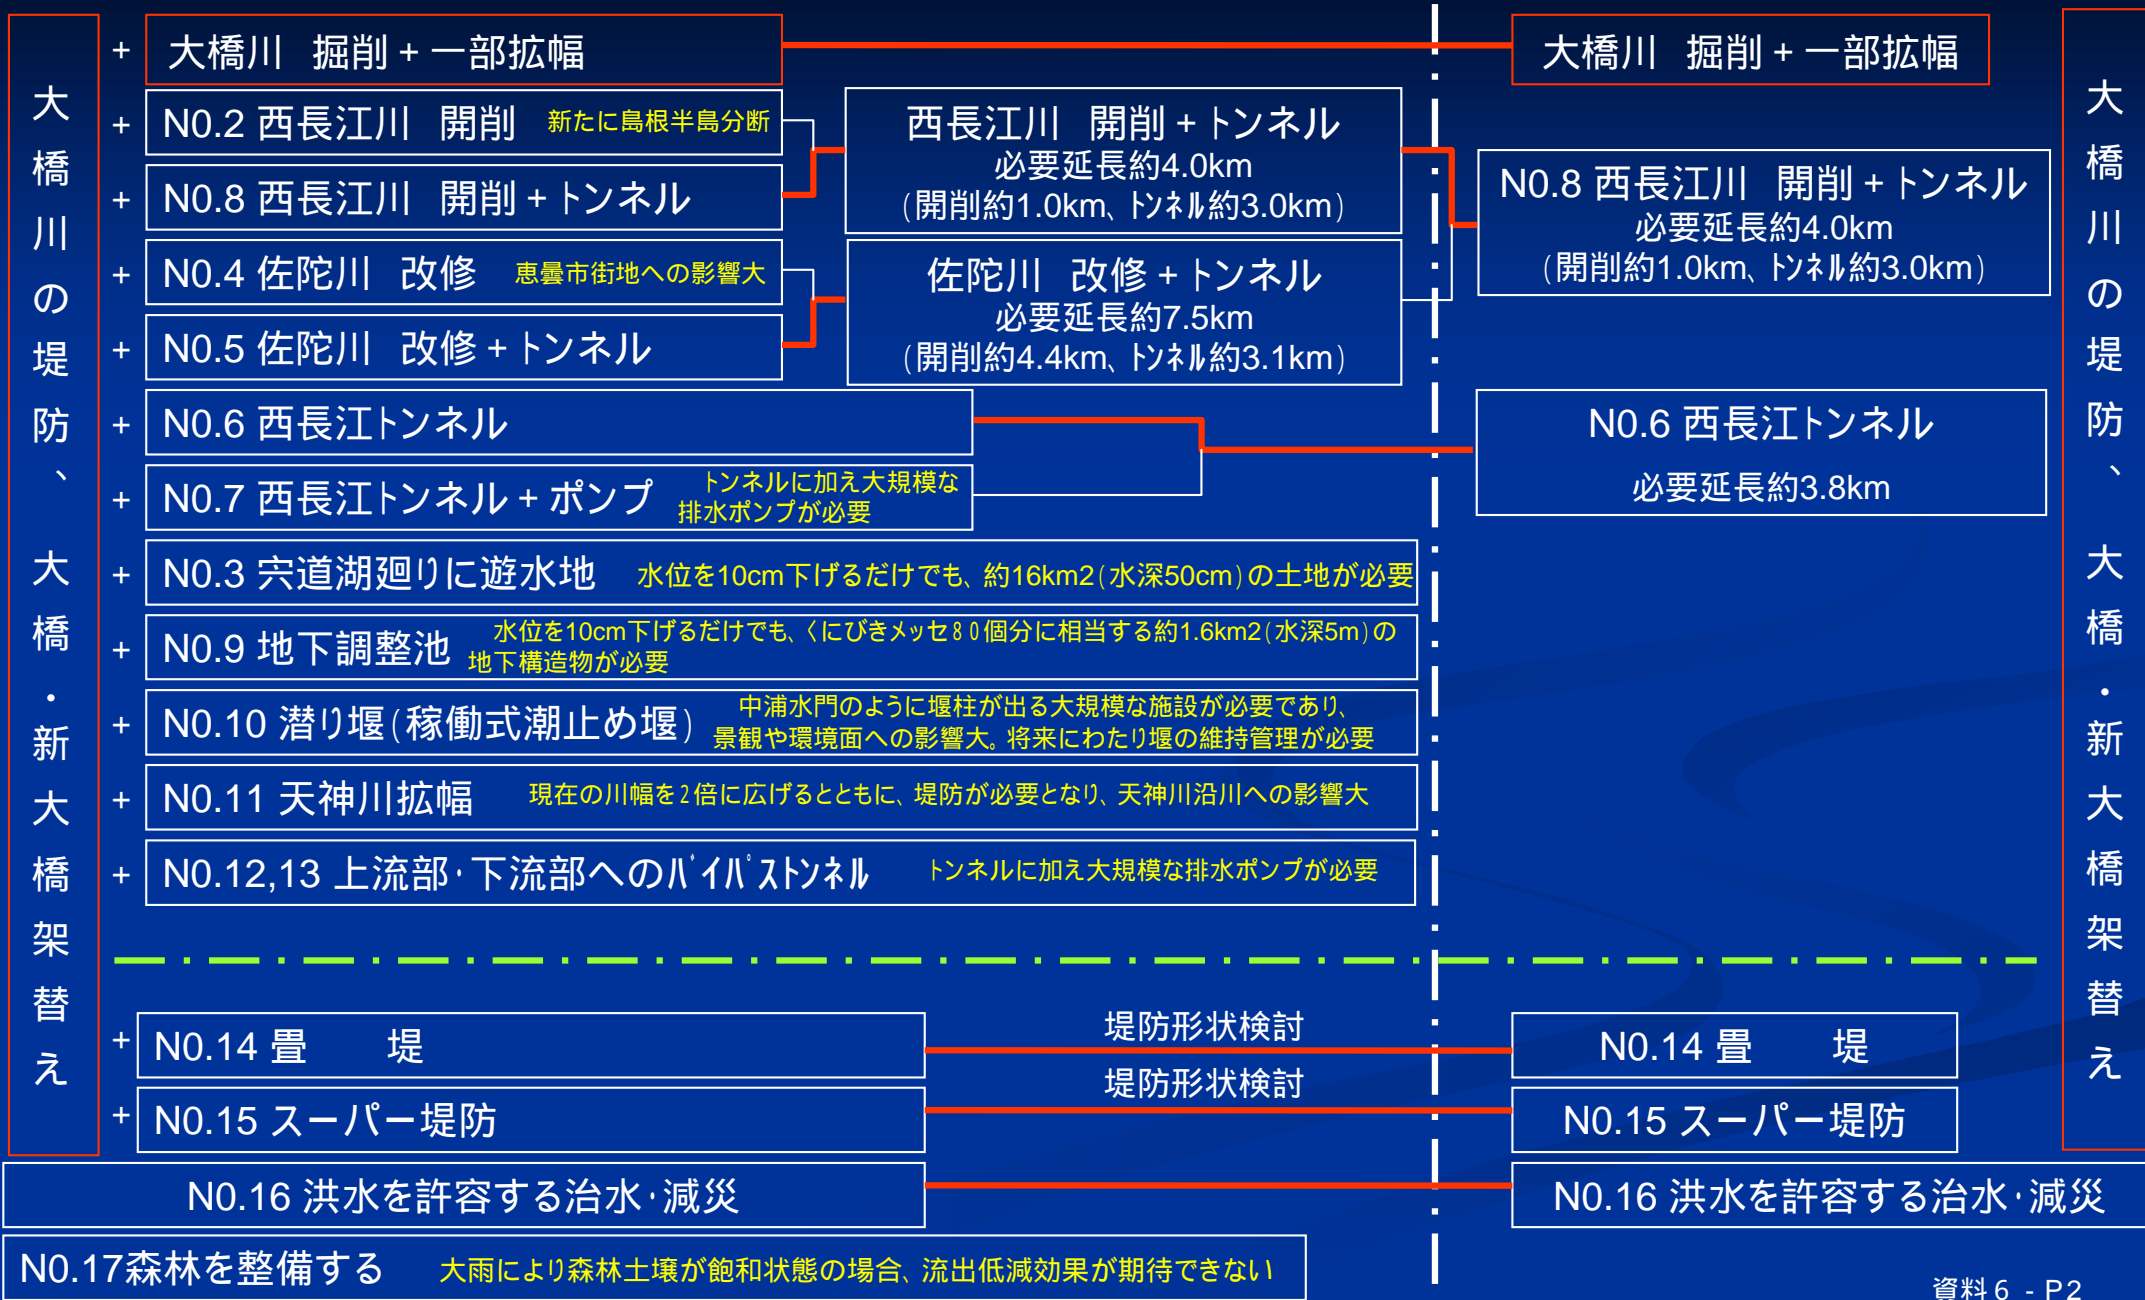 大橋川の堤防、大橋・新大橋架替え
+ 大橋川 掘削+一部拡幅
+ N0.2 西長江川 開削 新たに島根半島分断
+ N0.8 西長江川 開削+トンネル
+ N0.4 佐陀川 改修 恵曇市街地への影響大
+ N0.5 佐陀川 改修+トンネル
+ N0.6 西長江トンネル
+ N0.7 西長江トンネル+ポンプ トンネルに加え大規模な
排水ポンプが必要
+ N0.3 宍道湖廻りに遊水地 水位を10cm下げるだけでも、約16km2(水深50cm)の土地が必要
+ N0.9 地下調整池 水位を10cm下げるだけでも、くにびきメッセ80個分に相当する約1.6km2(水深5m)の
地下構造物が必要
+ N0.10 潜り堰(稼働式潮止め堰) 中浦水門のように堰柱が出る大規模な施設が必要であり、
景観や環境面への影響大。将来にわたり堰の維持管理が必要
+ N0.11 天神川拡幅 現在の川幅を2倍に広げるとともに、堤防が必要となり、天神川沿川への影響大
+ N0.12,13 上流部・下流部へのバイパストンネル トンネルに加え大規模な排水ポンプが必要
+ N0.14 畳 堤
+ N0.15 スーパー堤防
N0.16 洪水を許容する治水・減災
N0.17森林を整備する 大雨により森林土壌が飽和状態の場合、流出低減効果が期待できない
西長江川 開削+トンネル
必要延長約4.0km
(開削約1.0km、トンネル約3.0km)
佐陀川 改修+トンネル
必要延長約7.5km
(開削約4.4km、トンネル約3.1km)
堤防形状検討
堤防形状検討
大橋川 掘削+一部拡幅
N0.8 西長江川 開削+トンネル
必要延長約4.0km
(開削約1.0km、トンネル約3.0km)
N0.6 西長江トンネル
必要延長約3.8km
N0.14 畳 堤
N0.15 スーパー堤防
N0.16 洪水を許容する治水・減災
大橋川の堤防、大橋・新大橋架替え
資料6 - P2